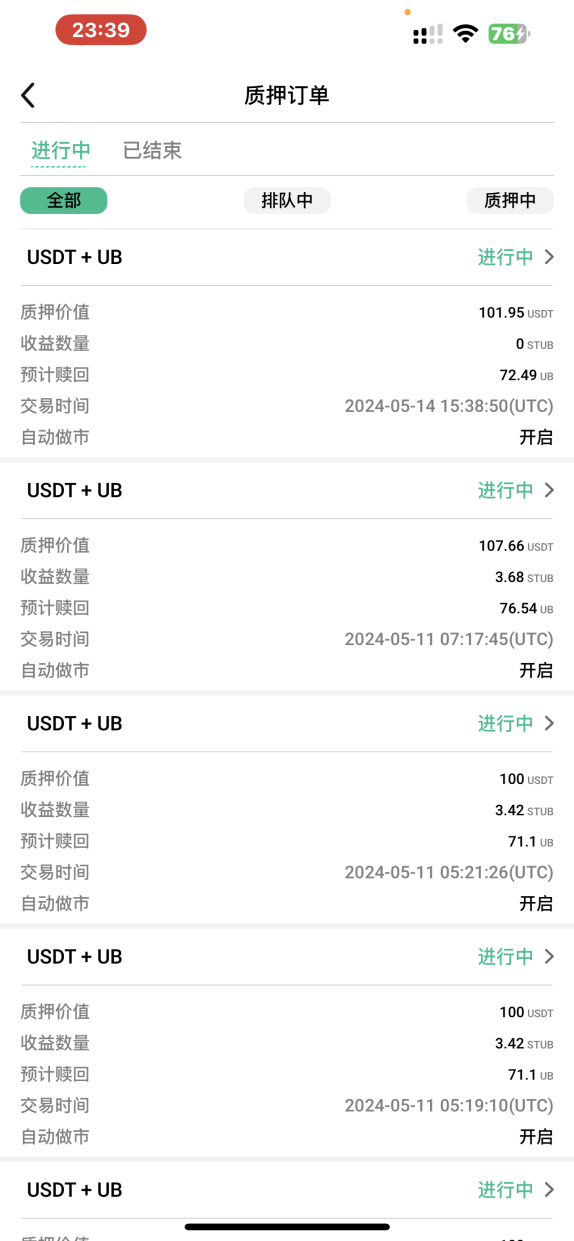 23:39
76
质押订单
进行中 已结束
全部 排队中 质押中
USDT + UB 进行中
质押价值 101.95 USDT
收益数量 0 STUB
预计赎回 72.49 UB
交易时间 2024-05-14 15:38:50(UTC)
自动做市 开启
USDT + UB 进行中
质押价值 107.66 USDT
收益数量 3.68 STUB
预计赎回 76.54 UB
交易时间 2024-05-11 07:17:45(UTC)
自动做市 开启
USDT + UB 进行中
质押价值 100 USDT
收益数量 3.42 STUB
预计赎回 71.1 UB
交易时间 2024-05-11 05:21:26(UTC)
自动做市 开启
USDT + UB 进行中
质押价值 100 USDT
收益数量 3.42 STUB
预计赎回 71.1 UB
交易时间 2024-05-11 05:19:10(UTC)
自动做市 开启
USDT + UB 进行中